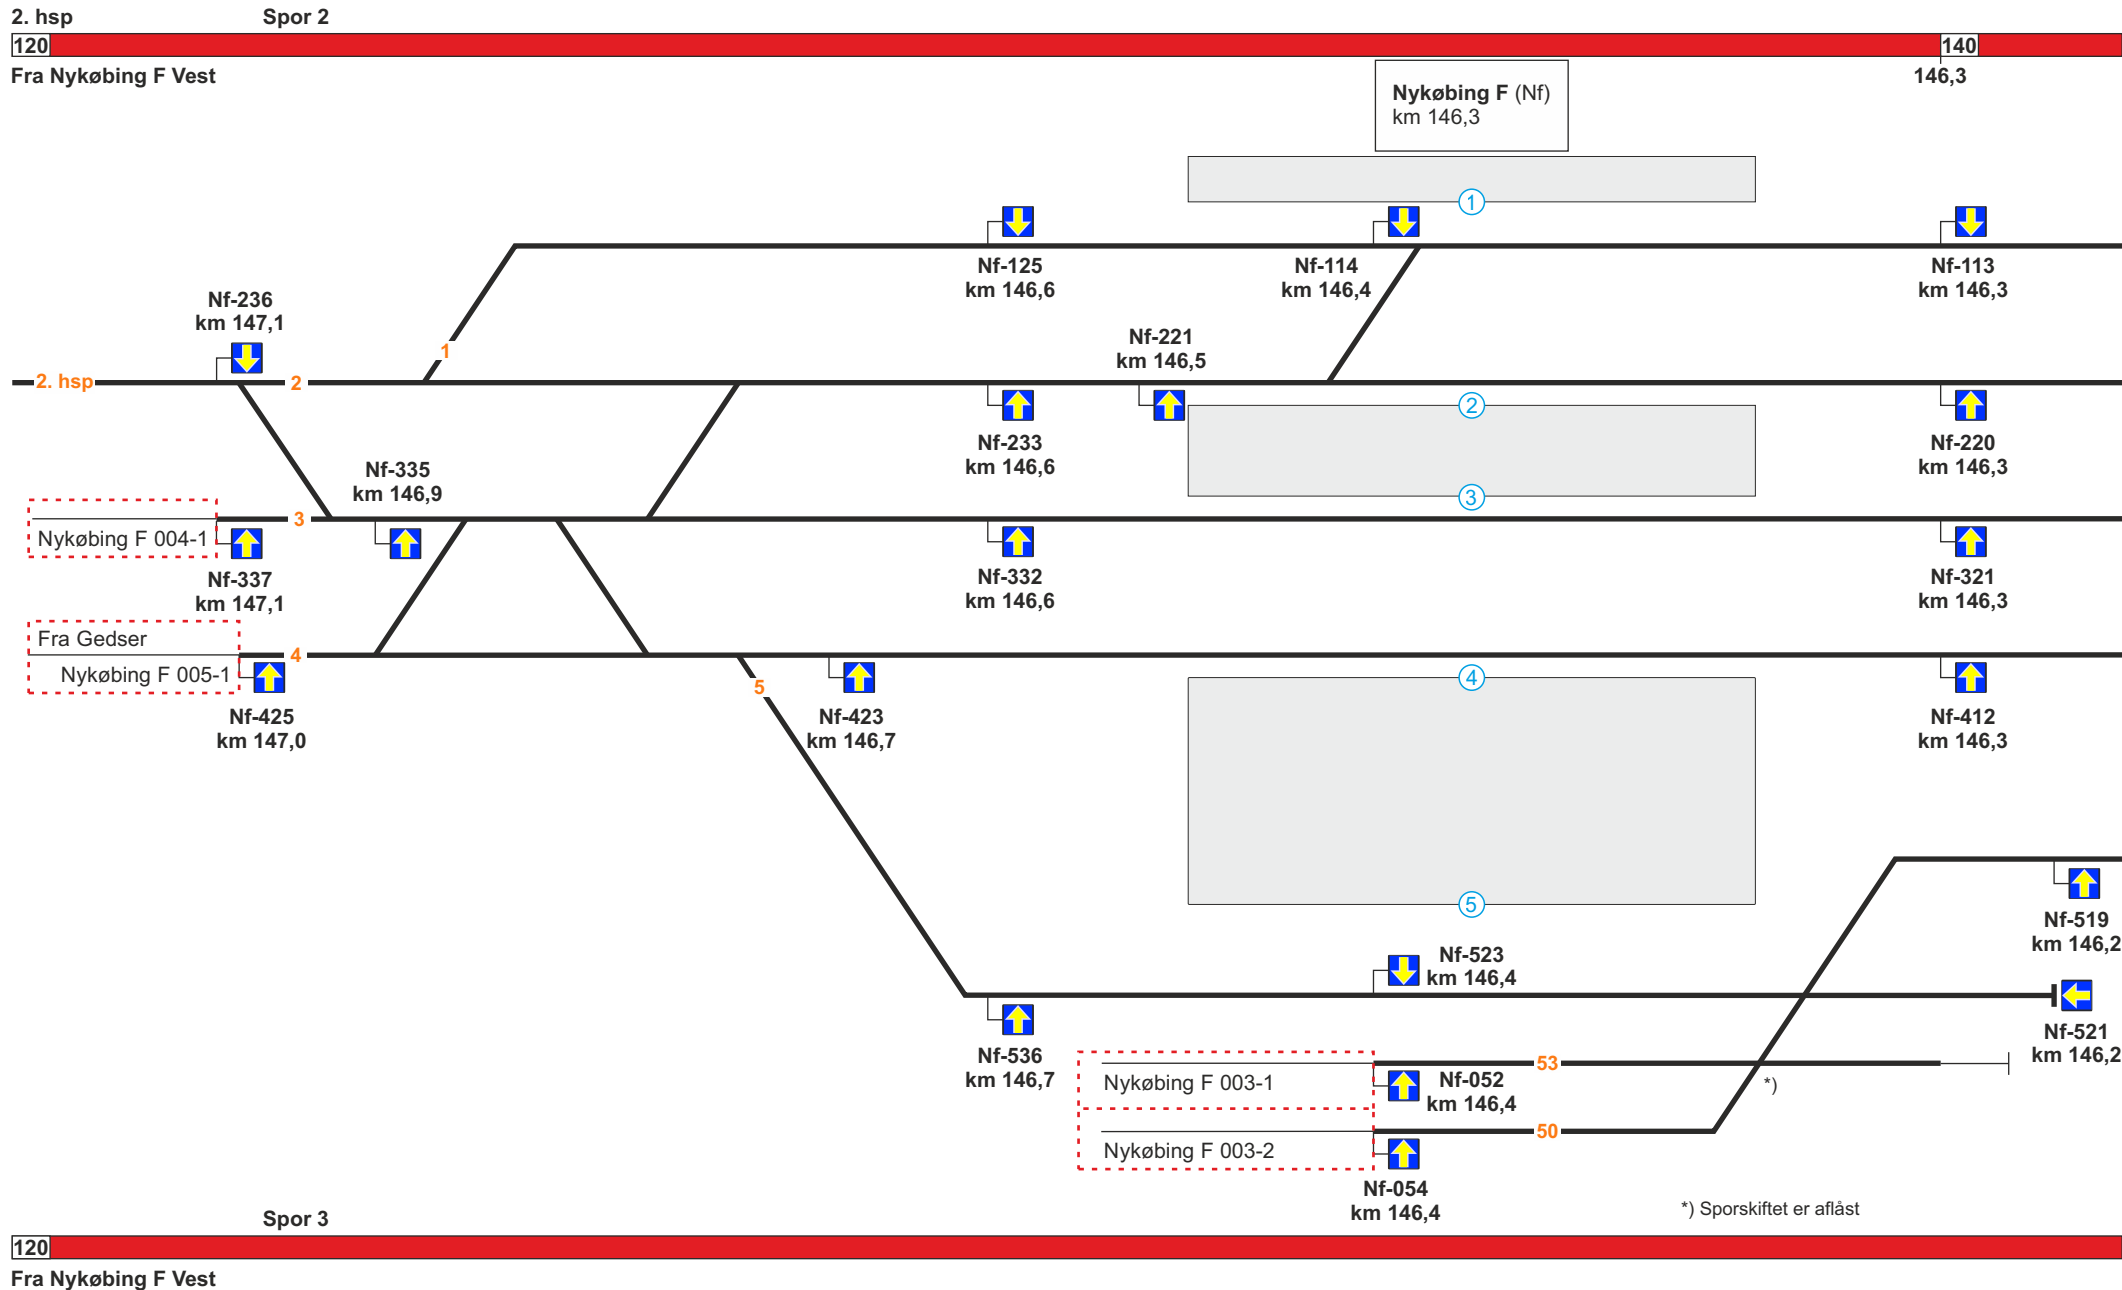 2. hsp
Spor 2
120
140
Fra Nykøbing F Vest
146,3
Nykøbing F (Nf)
km 146,3
1
Nf-125
km 146,6
Nf-114
km 146,4
Nf-113
km 146,3
Nf-236
km 147,1
1
Nf-221
km 146,5
2. hsp
2
2
Nf-233
km 146,6
Nf-220
km 146,3
Nf-335
km 146,9
3
3
Nykøbing F 004-1
Nf-337
km 147,1
Nf-332
km 146,6
Nf-321
km 146,3
Fra Gedser
4
Nykøbing F 005-1
4
5
Nf-425
km 147,0
Nf-423
km 146,7
Nf-412
km 146,3
5
Nf-519
km 146,2
Nf-523
km 146,4
Nf-521
km 146,2
Nf-536
km 146,7
53
Nykøbing F 003-1
Nf-052
km 146,4
*)
50
Nykøbing F 003-2
Nf-054
km 146,4
*) Sporskiftet er aflåst
Spor 3
120
Fra Nykøbing F Vest